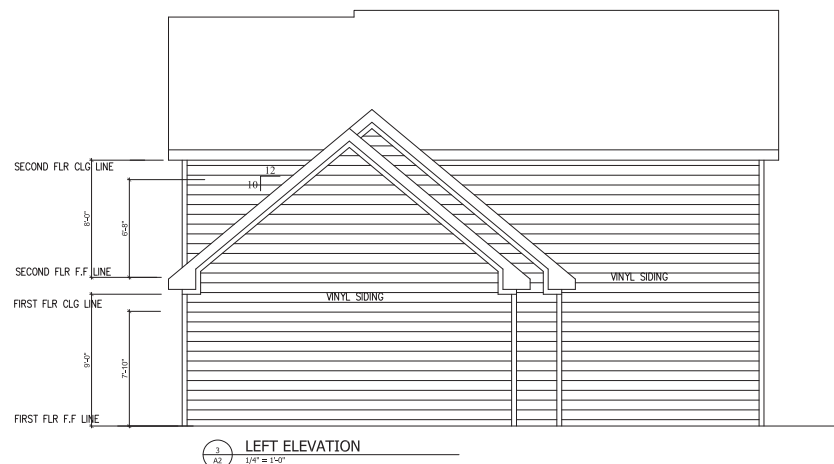 SECOND FLR CLG LINE
12
10
8'-0"
6'-8"
SECOND FLR F.F LINE
VINYL SIDING
VINYL SIDING
FIRST FLR CLG LINE
9'-0"
7'-10"
FIRST FLR F.F LINE
3
A2
LEFT ELEVATION
1/4" = 1'-0"